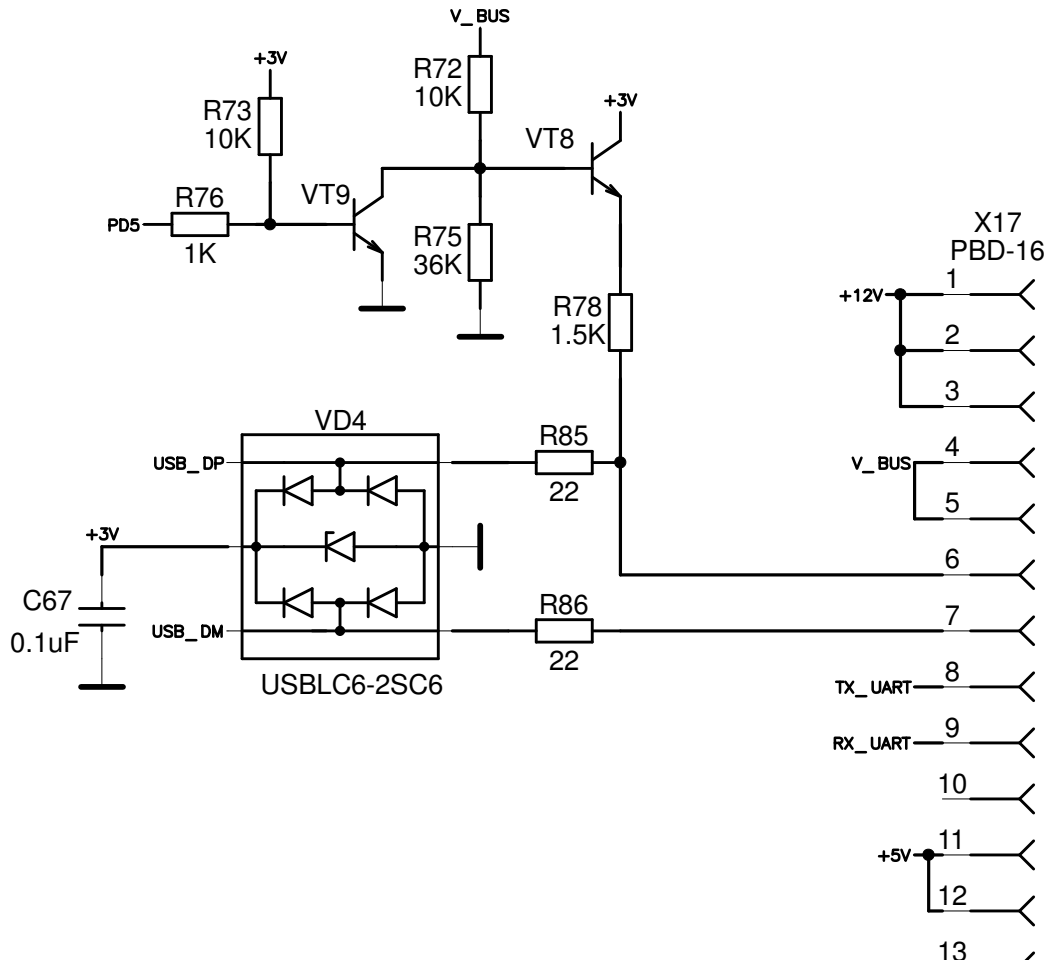 V_BUS
+3V
R72
10K
R73
10K
+3V
VT8
R76
1K
VT9
PD5
R75
36K
X17
PBD-16
1
+12V
R78
1.5K
2
3
VD4
R85
22
USB_DP
4
V_BUS
5
+3V
6
C67
0.1uF
R86
22
USB_DM
7
USBLC6-2SC6
8
TX_UART
9
RX_UART
10
11
+5V
12
13